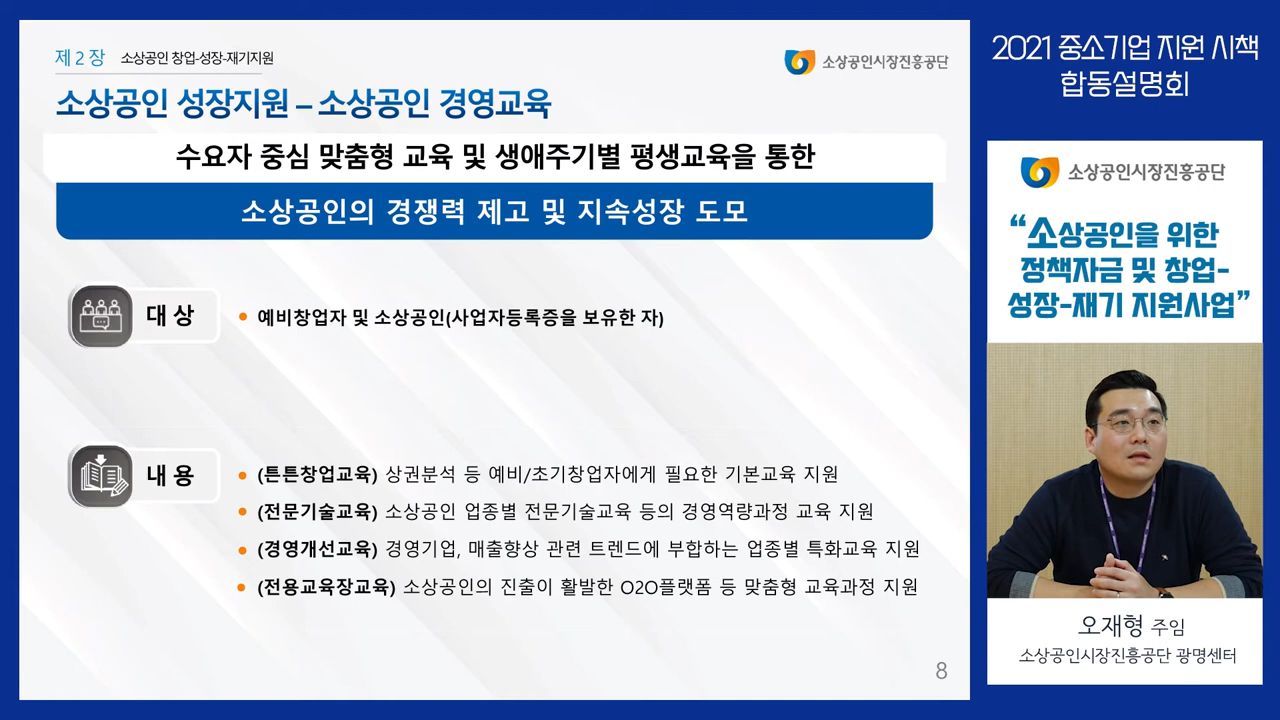 제 2 장 소상공인 창업-성장-재기지원
소상공인시장진흥공단
소상공인 성장지원 – 소상공인 경영교육
수요자 중심 맞춤형 교육 및 생애주기별 평생교육을 통한
소상공인의 경쟁력 제고 및 지속성장 도모
대 상
• 예비창업자 및 소상공인(사업자등록증을 보유한 자)
내 용
• (튼튼창업교육) 상권분석 등 예비/초기창업자에게 필요한 기본교육 지원
• (전문기술교육) 소상공인 업종별 전문기술교육 등의 경영역량과정 교육 지원
• (경영개선교육) 경영기업, 매출향상 관련 트렌드에 부합하는 업종별 특화교육 지원
• (전용교육장교육) 소상공인의 진출이 활발한 O2O플랫폼 등 맞춤형 교육과정 지원
8
2021 중소기업 지원 시책
합동설명회
소상공인시장진흥공단
“소상공인을 위한
정책자금 및 창업-
성장-재기 지원사업”
오재형 주임
소상공인시장진흥공단 광명센터